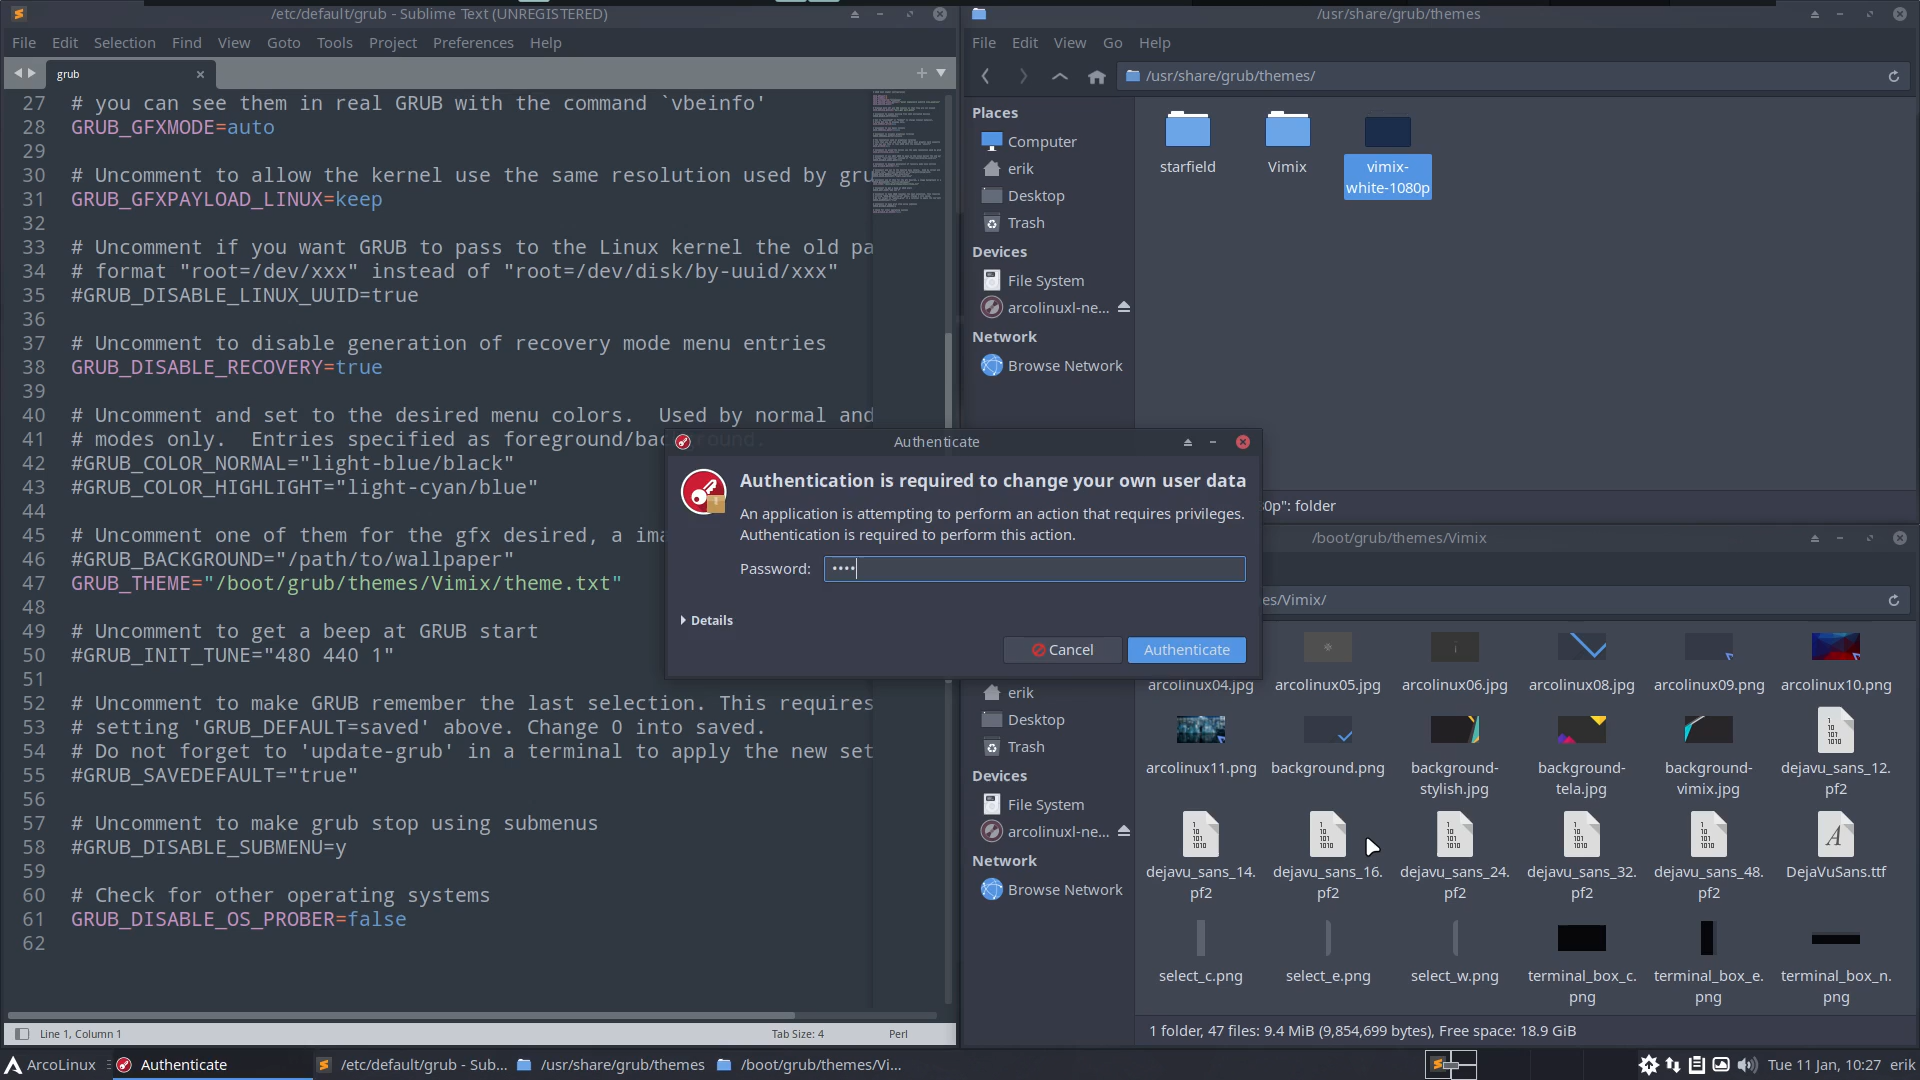 /etc/default/grub - Sublime Text (UNREGISTERED)
File Edit Selection Find View Goto Tools Project Preferences Help
grub
27 # you can see them in real GRUB with the command `vbeinfo'
28 GRUB_GFXMODE=auto
29
30 # Uncomment to allow the kernel use the same resolution used by gru
31 GRUB_GFXPAYLOAD_LINUX=keep
32
33 # Uncomment if you want GRUB to pass to the Linux kernel the old pa
34 # format "root=/dev/xxx" instead of "root=/dev/disk/by-uuid/xxx"
35 #GRUB_DISABLE_LINUX_UUID=true
36
37 # Uncomment to disable generation of recovery mode menu entries
38 GRUB_DISABLE_RECOVERY=true
39
40 # Uncomment and set to the desired menu colors.  Used by normal and
41 # modes only.  Entries specified as foreground/background.
42 #GRUB_COLOR_NORMAL="light-blue/black"
43 #GRUB_COLOR_HIGHLIGHT="light-cyan/blue"
44
45 # Uncomment one of them for the gfx desired, a ima
46 #GRUB_BACKGROUND="/path/to/wallpaper"
47 GRUB_THEME="/boot/grub/themes/Vimix/theme.txt"
48
49 # Uncomment to get a beep at GRUB start
50 #GRUB_INIT_TUNE="480 440 1"
51
52 # Uncomment to make GRUB remember the last selection. This requires
53 # setting 'GRUB_DEFAULT=saved' above. Change 0 into saved.
54 # Do not forget to 'update-grub' in a terminal to apply the new set
55 #GRUB_SAVEDEFAULT="true"
56
57 # Uncomment to make grub stop using submenus
58 #GRUB_DISABLE_SUBMENU=y
59
60 # Check for other operating systems
61 GRUB_DISABLE_OS_PROBER=false
62
Line 1, Column 1 Tab Size: 4 Perl
/usr/share/grub/themes
File Edit View Go Help
/usr/share/grub/themes/
Places
Computer
erik
Desktop
Trash
Devices
File System
arcolinuxl-ne...
Network
Browse Network
starfield Vimix vimix-
white-1080p
0p": folder
Authenticate
Authentication is required to change your own user data
An application is attempting to perform an action that requires privileges.
Authentication is required to perform this action.
Password: ••••
Details
Cancel Authenticate
/boot/grub/themes/Vimix
es/Vimix/
erik
Desktop
Trash
Devices
File System
arcolinuxl-ne...
Network
Browse Network
arcolinux04.jpg arcolinux05.jpg arcolinux06.jpg arcolinux08.jpg arcolinux09.png arcolinux10.png
arcolinux11.png background.png background- background- background- dejavu_sans_12.
stylish.jpg tela.jpg vimix.jpg pf2
dejavu_sans_14. dejavu_sans_16. dejavu_sans_24. dejavu_sans_32. dejavu_sans_48. DejaVuSans.ttf
pf2 pf2 pf2 pf2 pf2
select_c.png select_e.png select_w.png terminal_box_c. terminal_box_e. terminal_box_n.
png png png
1 folder, 47 files: 9.4 MiB (9,854,699 bytes), Free space: 18.9 GiB
ArcoLinux Authenticate /etc/default/grub - Sub... /usr/share/grub/themes /boot/grub/themes/Vi... Tue 11 Jan, 10:27 erik